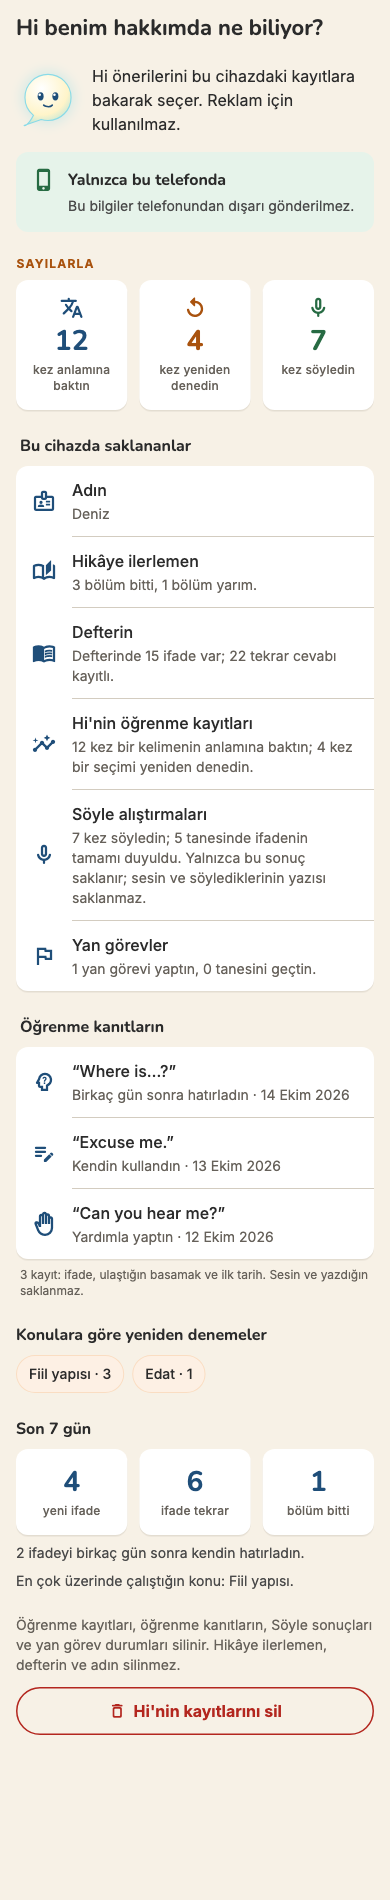 Hi benim hakkımda ne biliyor?
Hi önerilerini bu cihazdaki kayıtlara
bakarak seçer. Reklam için
kullanılmaz.
Yalnızca bu telefonda
Bu bilgiler telefonundan dışarı gönderilmez.
SAYILARLA
12
kez anlamına
baktın
4
kez yeniden
denedin
7
kez söyledin
Bu cihazda saklananlar
Adın
Deniz
Hikâye ilerlemen
3 bölüm bitti, 1 bölüm yarım.
Defterin
Defterinde 15 ifade var; 22 tekrar cevabı
kayıtlı.
Hi'nin öğrenme kayıtları
12 kez bir kelimenin anlamına baktın; 4 kez
bir seçimi yeniden denedin.
Söyle alıştırmaları
7 kez söyledin; 5 tanesinde ifadenin
tamamı duyuldu. Yalnızca bu sonuç
saklanır; sesin ve söylediklerinin yazısı
saklanmaz.
Yan görevler
1 yan görevi yaptın, 0 tanesini geçtin.
Öğrenme kanıtların
“Where is...?”
Birkaç gün sonra hatırladın · 14 Ekim 2026
“Excuse me.”
Kendin kullandın · 13 Ekim 2026
“Can you hear me?”
Yardımla yaptın · 12 Ekim 2026
3 kayıt: ifade, ulaştığın basamak ve ilk tarih. Sesin ve yazdığın
saklanmaz.
Konulara göre yeniden denemeler
Fiil yapısı · 3
Edat · 1
Son 7 gün
4
yeni ifade
6
ifade tekrar
1
bölüm bitti
2 ifadeyi birkaç gün sonra kendin hatırladın.
En çok üzerinde çalıştığın konu: Fiil yapısı.
Öğrenme kayıtları, öğrenme kanıtların, Söyle sonuçları
ve yan görev durumları silinir. Hikâye ilerlemen,
defterin ve adın silinmez.
Hi'nin kayıtlarını sil